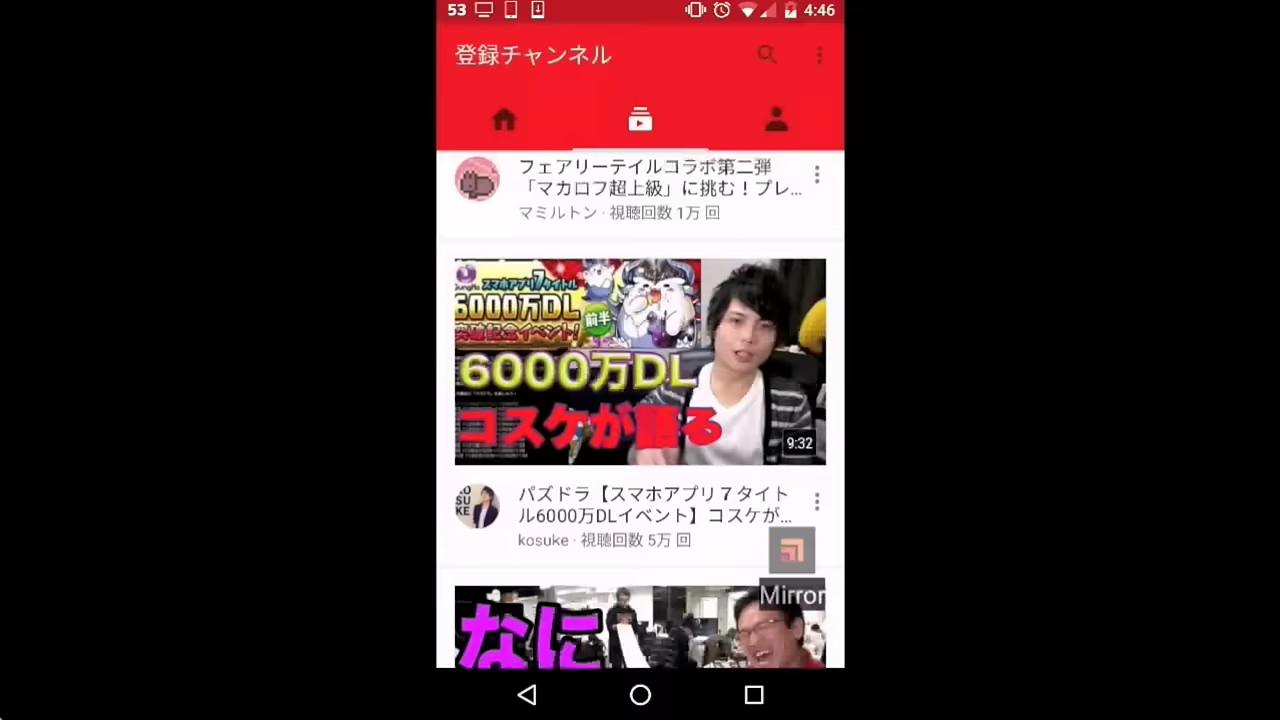 53
4:46
登録チャンネル
フェアリーテイルコラボ第二弾
「マカロフ超上級」に挑む！プレ...
マミルトン · 視聴回数 1万 回
スマホアプリ7タイトル
6000万DL
突破記念イベント!
前半
6000万DL
コスケが語る
9:32
KOSUKE
パズドラ【スマホアプリ７タイト
ル6000万DLイベント】コスケが...
kosuke · 視聴回数 5万 回
Mirror
なに